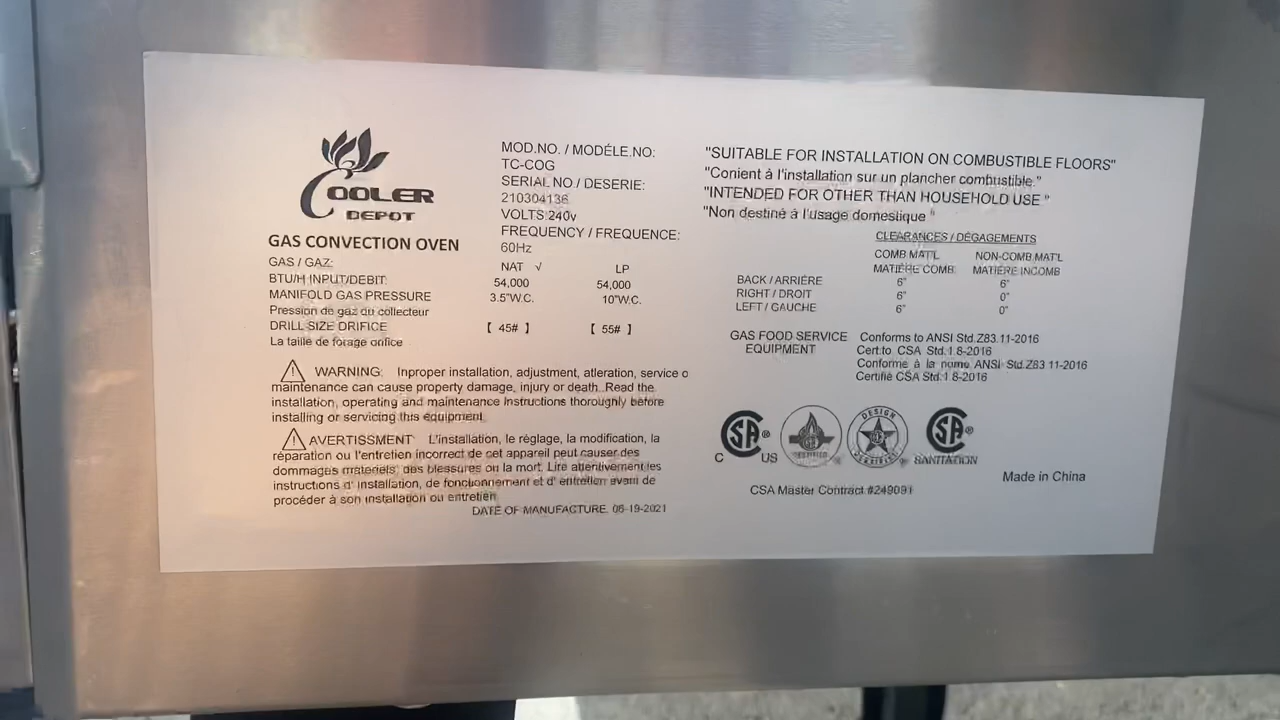 COOLER
DEPOT
GAS CONVECTION OVEN
MOD.NO. / MODÉLE.NO:
TC-COG
SERIAL NO / DESERIE:
210304136
VOLTS:240v
FREQUENCY / FREQUENCE:
60Hz
GAS / GAZ: NAT √ LP
BTU/H INPUT/DEBIT: 54,000 54,000
MANIFOLD GAS PRESSURE 3.5"W.C. 10"W.C.
Pression de gaz du collecteur
DRILL SIZE DRIFICE [ 45# ] [ 55# ]
La taille de forage orifice
WARNING: Inproper installation, adjustment, atleration, service o
maintenance can cause property damage, injury or death. Read the
installation, operating and maintenance Instructions thoroughly before
installing or servicing this equipment.
AVERTISSMENT L'installation, le réglage, la modification, la
réparation ou l'entretien incorrect de cet appareil peut causer des
dommages materiels, des blessures ou la mort. Lire attentivement les
instructions d' installation, de fonctionnement et d' entretien avant de
procéder à son installation ou entretien
DATE OF MANUFACTURE. 06-19-2021
"SUITABLE FOR INSTALLATION ON COMBUSTIBLE FLOORS"
"Conient à l'installation sur un plancher combustible."
"INTENDED FOR OTHER THAN HOUSEHOLD USE "
"Non destiné à l'usage domestique "
CLEARANCES / DÉGAGEMENTS
COMB MAT'L NON-COMB.MAT'L
MATIÈRE COMB MATIÈRE INCOMB
BACK / ARRIÈRE 6" 6"
RIGHT / DROIT 6" 0"
LEFT / GAUCHE 6" 0"
GAS FOOD SERVICE
EQUIPMENT
Conforms to ANSI Std.Z83.11-2016
Cert.to CSA Std.1.8-2016
Conforme à la nome ANSI Std.Z83 11-2016
Certifié CSA Std.1 8-2016
C SA ® US
CERTIFIED
DESIGN
SA ®
SANITATION
CSA Master Contract #249091
Made in China